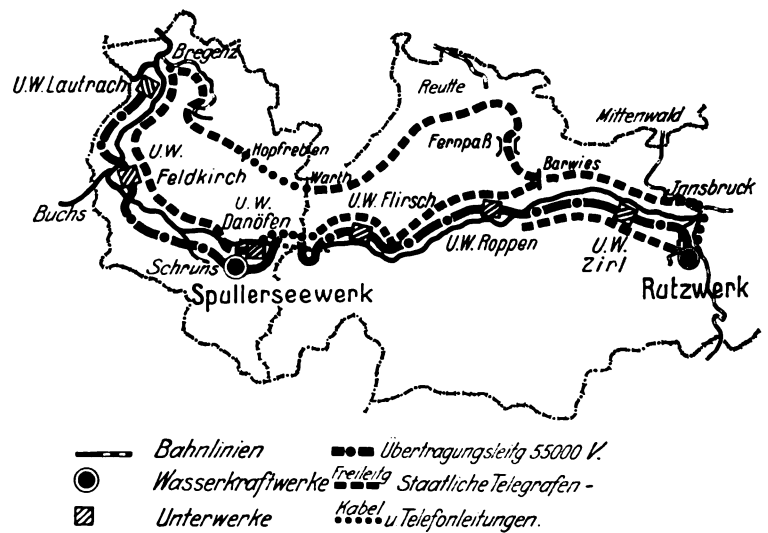 Bregenz
U.W. Lautrach
Reutte
Mittenwald
Hopfreben
Fernpaß
U.W.
Feldkirch
Warth
Barwies
Innsbruck
Buchs
U.W.
Danöfen
U.W. Flirsch
U.W. Roppen
U.W.
Zirl
Schruns
Spullerseewerk
Rutzwerk
Bahnlinien
Übertragungsleitg 55000 V.
Wasserkraftwerke
Freileitg
Staatliche Telegrafen-
Unterwerke
Kabel
u Telefonleitungen.